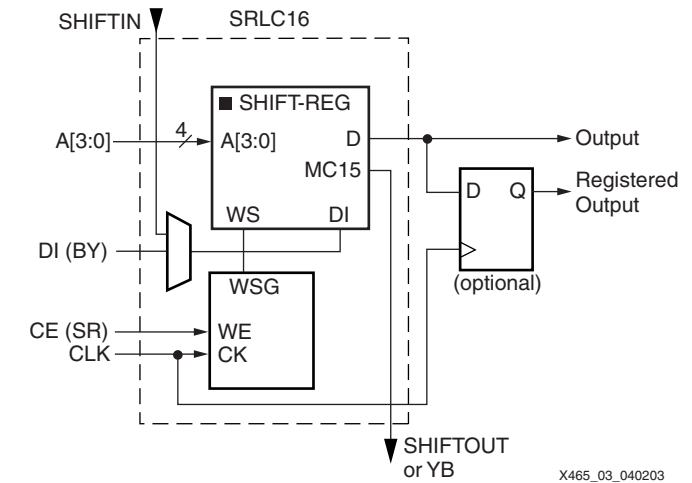 SHIFTIN
SRLC16
SHIFT-REG
A[3:0]
4
A[3:0]
D
Output
MC15
Registered
Output
D
Q
WS
DI
DI (BY)
(optional)
WSG
CE (SR)
WE
CLK
CK
SHIFTOUT
or YB
X465_03_040203